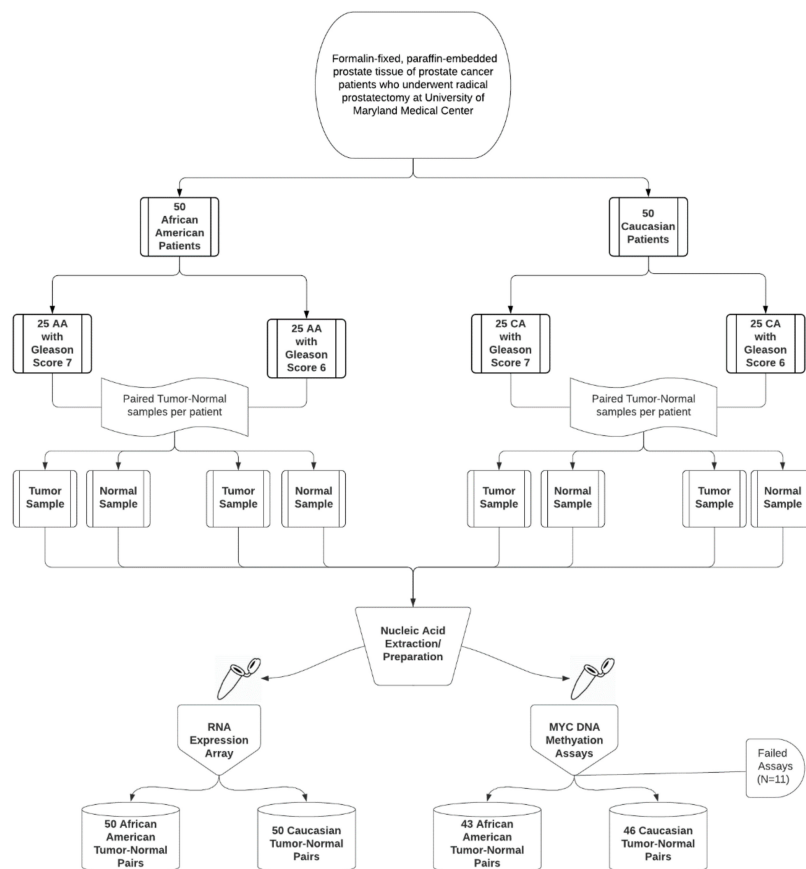 Formalin-fixed, paraffin-embedded
prostate tissue of prostate cancer
patients who underwent radical
prostatectomy at University of
Maryland Medical Center
50
African
American
Patients
50
Caucasian
Patients
25 AA
with
Gleason
Score 7
25 AA
with
Gleason
Score 6
25 CA
with
Gleason
Score 7
25 CA
with
Gleason
Score 6
Paired Tumor-Normal
samples per patient
Paired Tumor-Normal
samples per patient
Tumor
Sample
Normal
Sample
Tumor
Sample
Normal
Sample
Tumor
Sample
Normal
Sample
Tumor
Sample
Normal
Sample
Nucleic Acid
Extraction/
Preparation
RNA
Expression
Array
MYC DNA
Methyation
Assays
Failed
Assays
(N=11)
50 African
American
Tumor-Normal
Pairs
50 Caucasian
Tumor-Normal
Pairs
43 African
American
Tumor-Normal
Pairs
46 Caucasian
Tumor-Normal
Pairs